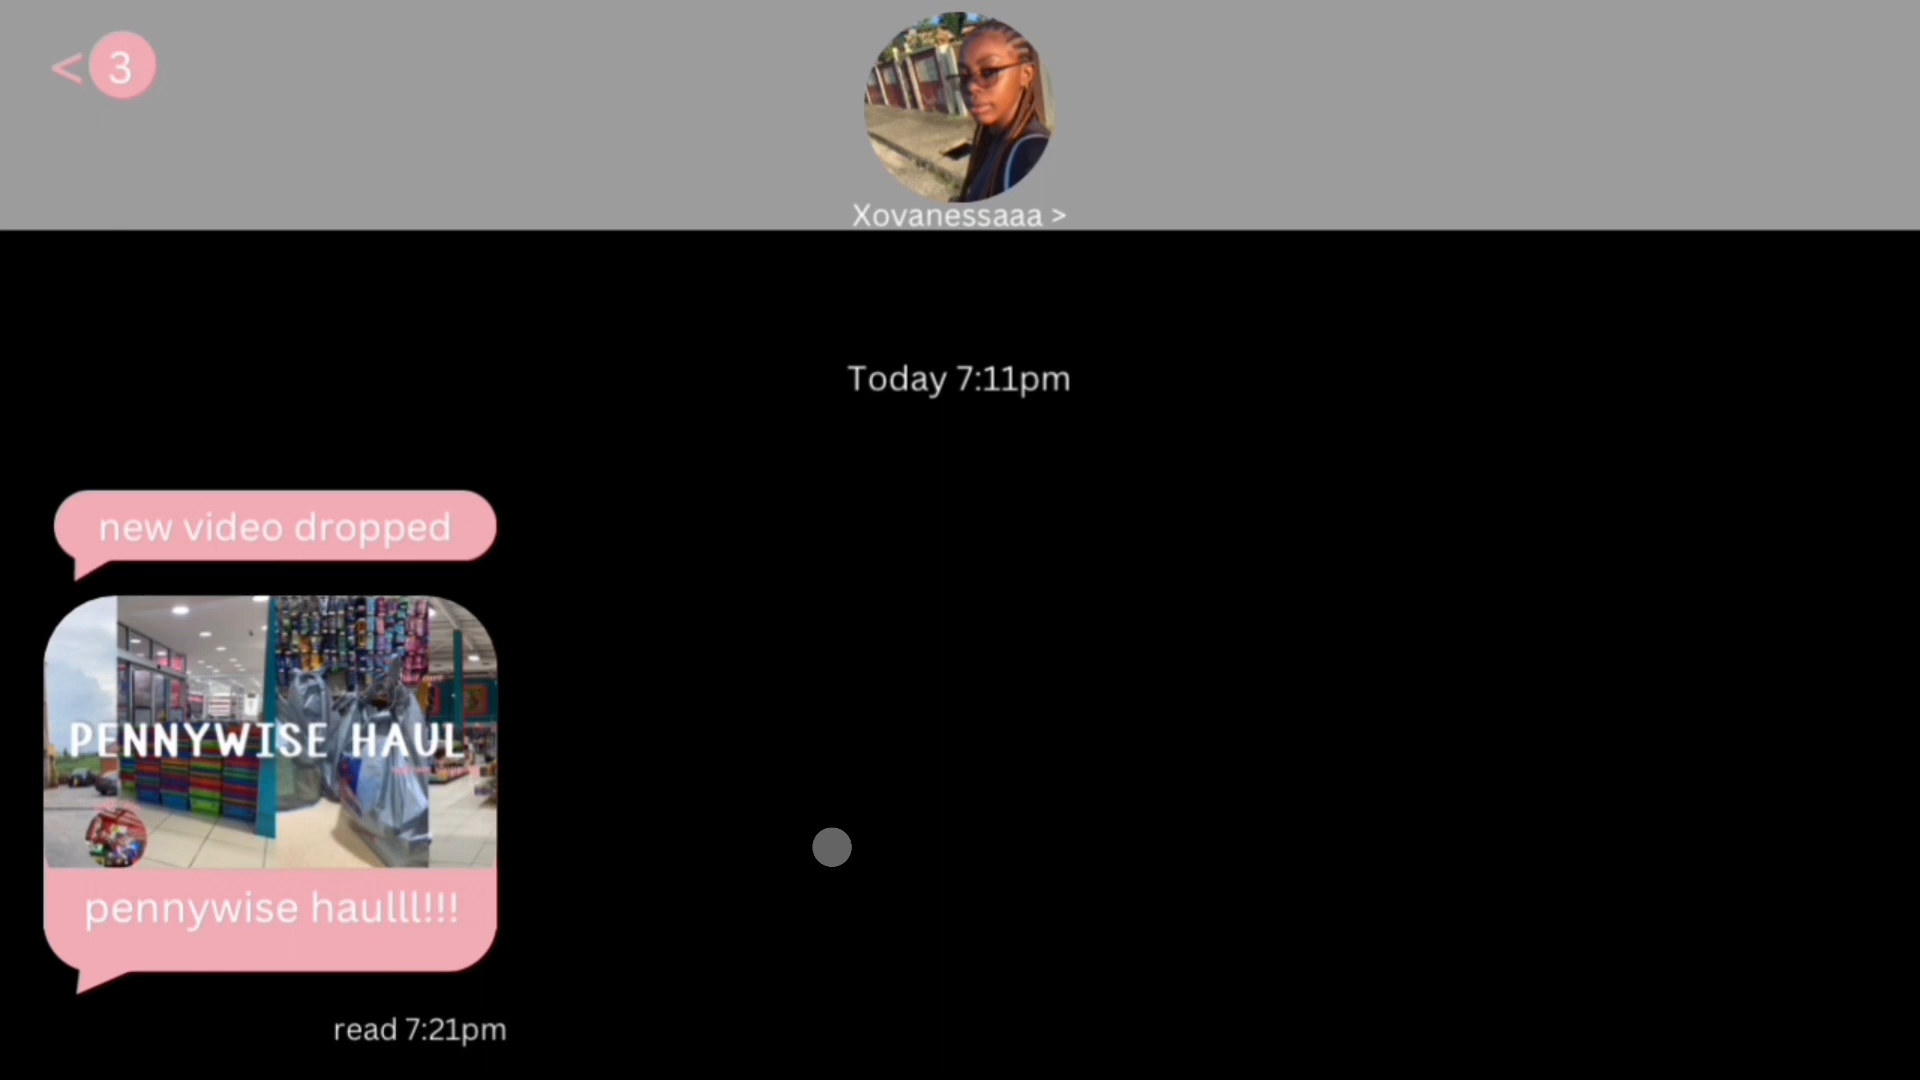 < 3
Xovanessaaa >
Today 7:11pm
new video dropped
PENNYWISE HAUL
pennywise haulll!!!
read 7:21pm